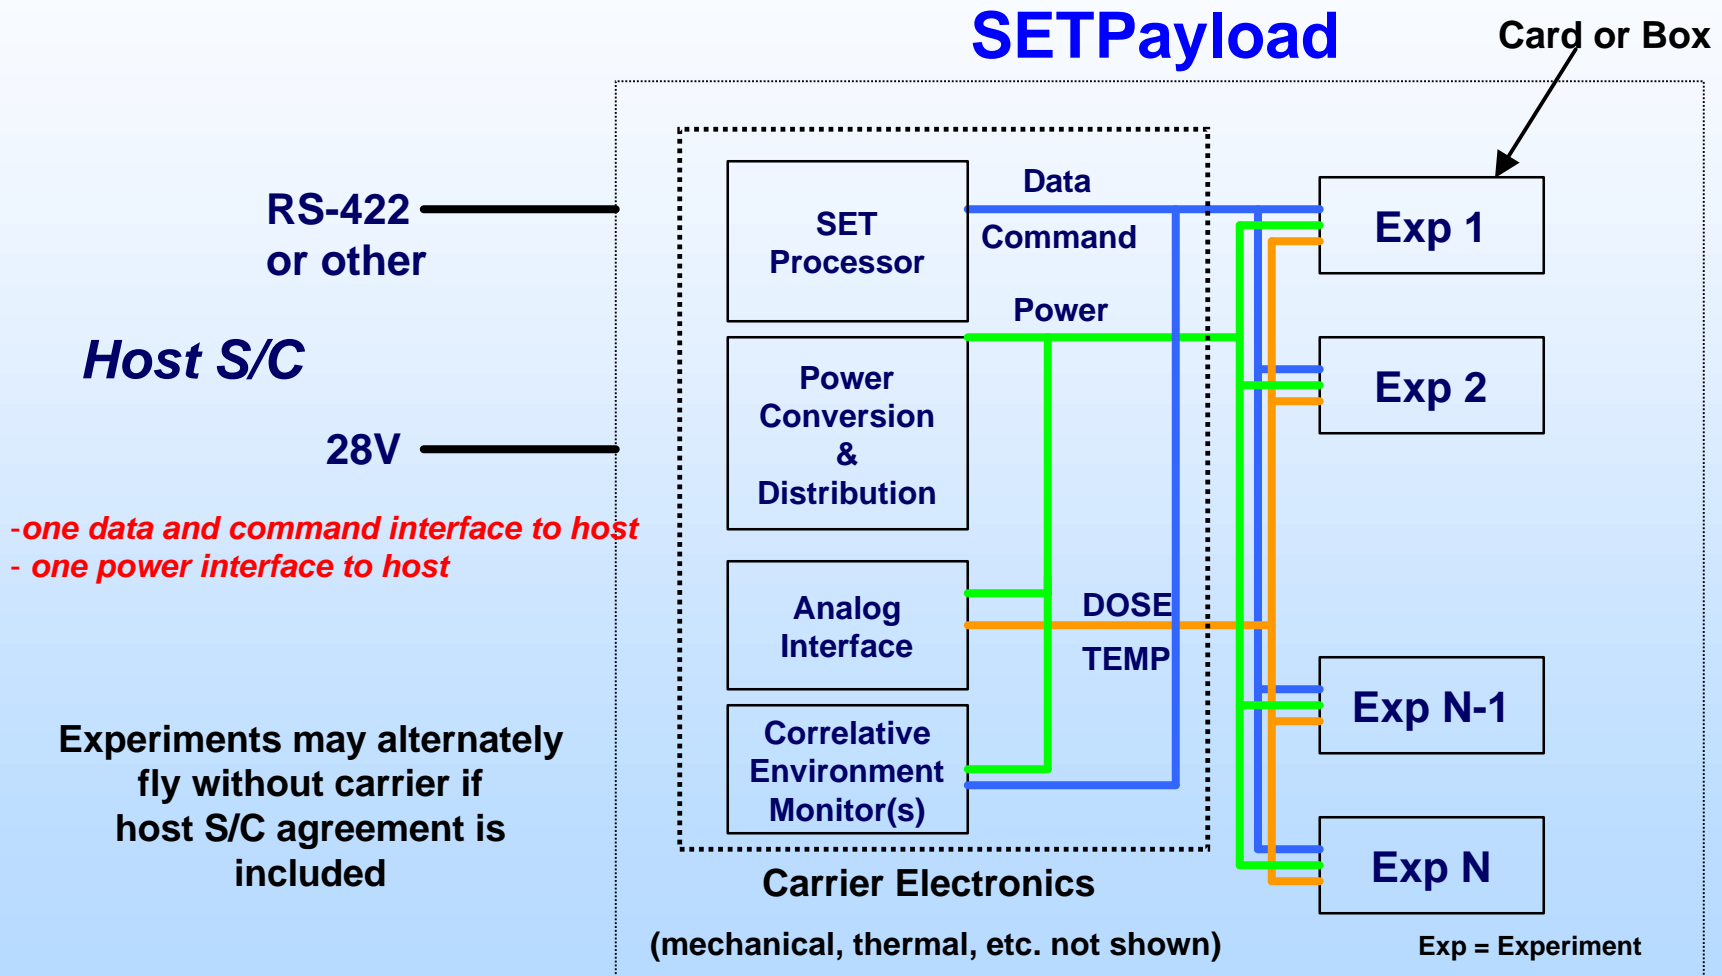 SETPayload
Card or Box
RS-422
or other
Host S/C
28V
-one data and command interface to host
- one power interface to host
Experiments may alternately
fly without carrier if
host S/C agreement is
included
SET
Processor
Data
Command
Power
Power
Conversion
&
Distribution
Analog
Interface
DOSE
TEMP
Correlative
Environment
Monitor(s)
Carrier Electronics
(mechanical, thermal, etc. not shown)
Exp 1
Exp 2
Exp N-1
Exp N
Exp = Experiment